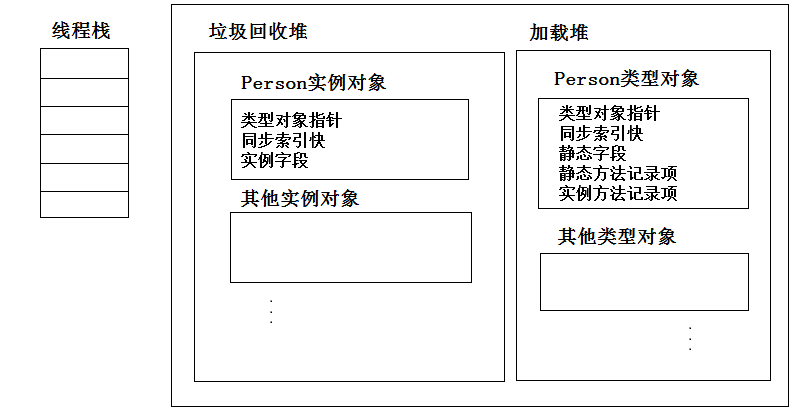 线程栈
垃圾回收堆
Person实例对象
类型对象指针
同步索引快
实例字段
其他实例对象
加载堆
Person类型对象
类型对象指针
同步索引快
静态字段
静态方法记录项
实例方法记录项
其他类型对象